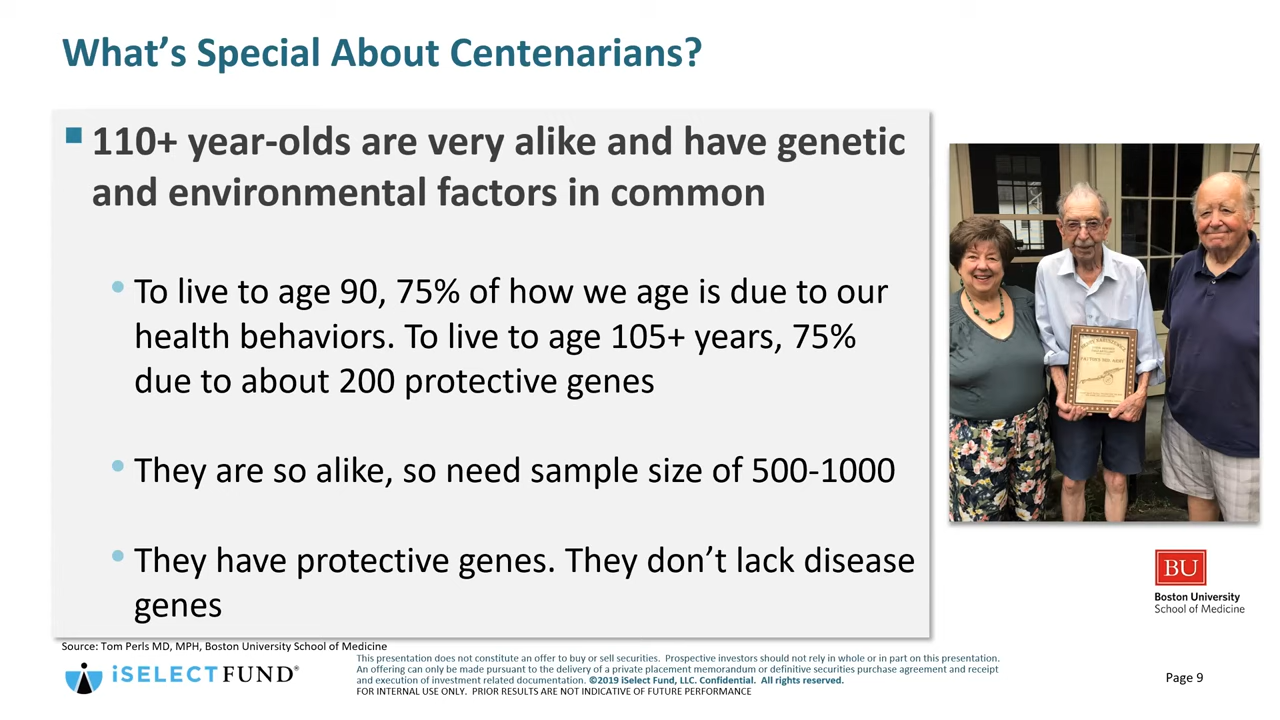 What's Special About Centenarians?
▪ 110+ year-olds are very alike and have genetic
and environmental factors in common
• To live to age 90, 75% of how we age is due to our
health behaviors. To live to age 105+ years, 75%
due to about 200 protective genes
• They are so alike, so need sample size of 500-1000
• They have protective genes. They don't lack disease
genes
BU
Boston University
School of Medicine
Source: Tom Perls MD, MPH, Boston University School of Medicine
iSELECTFUND®
This presentation does not constitute an offer to buy or sell securities. Prospective investors should not rely in whole or in part on this presentation.
An offering can only be made pursuant to the delivery of a private placement memorandum or definitive securities purchase agreement and receipt
and execution of investment related documentation. ©2019 iSelect Fund, LLC. Confidential. All rights reserved.
FOR INTERNAL USE ONLY. PRIOR RESULTS ARE NOT INDICATIVE OF FUTURE PERFORMANCE
Page 9